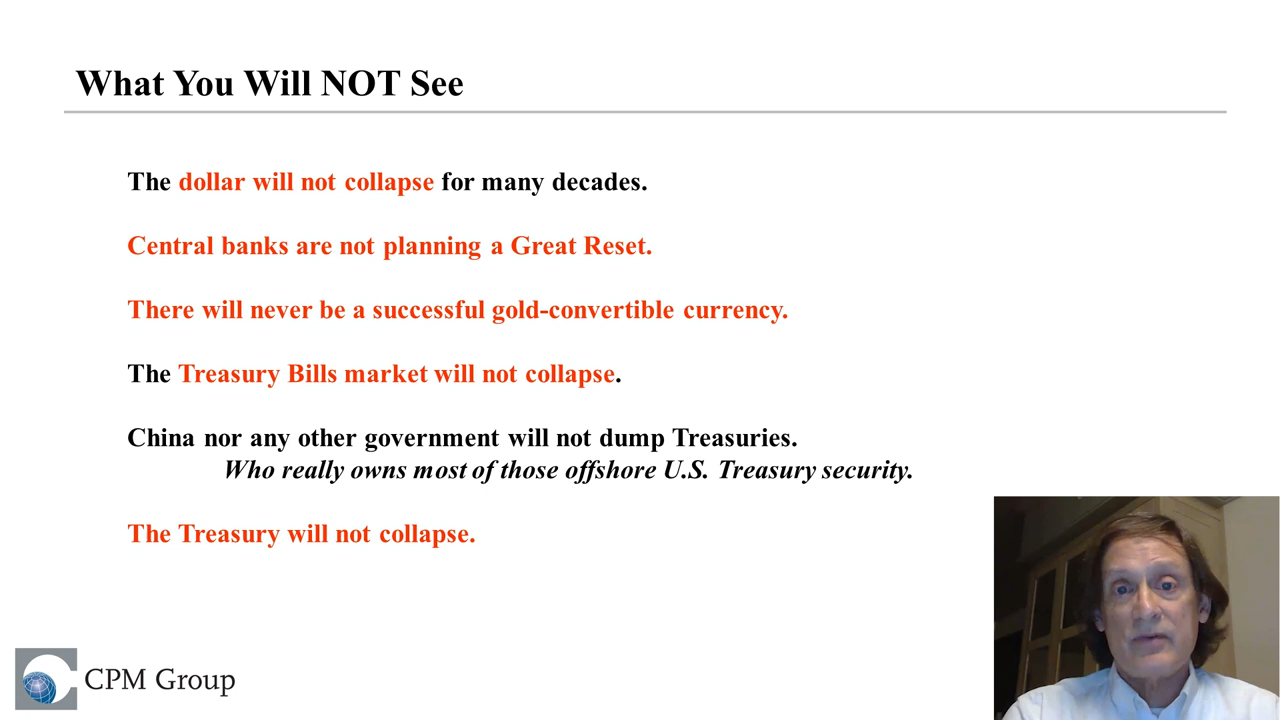 What You Will NOT See
The dollar will not collapse for many decades.
Central banks are not planning a Great Reset.
There will never be a successful gold-convertible currency.
The Treasury Bills market will not collapse.
China nor any other government will not dump Treasuries.
Who really owns most of those offshore U.S. Treasury security.
The Treasury will not collapse.
CPM Group